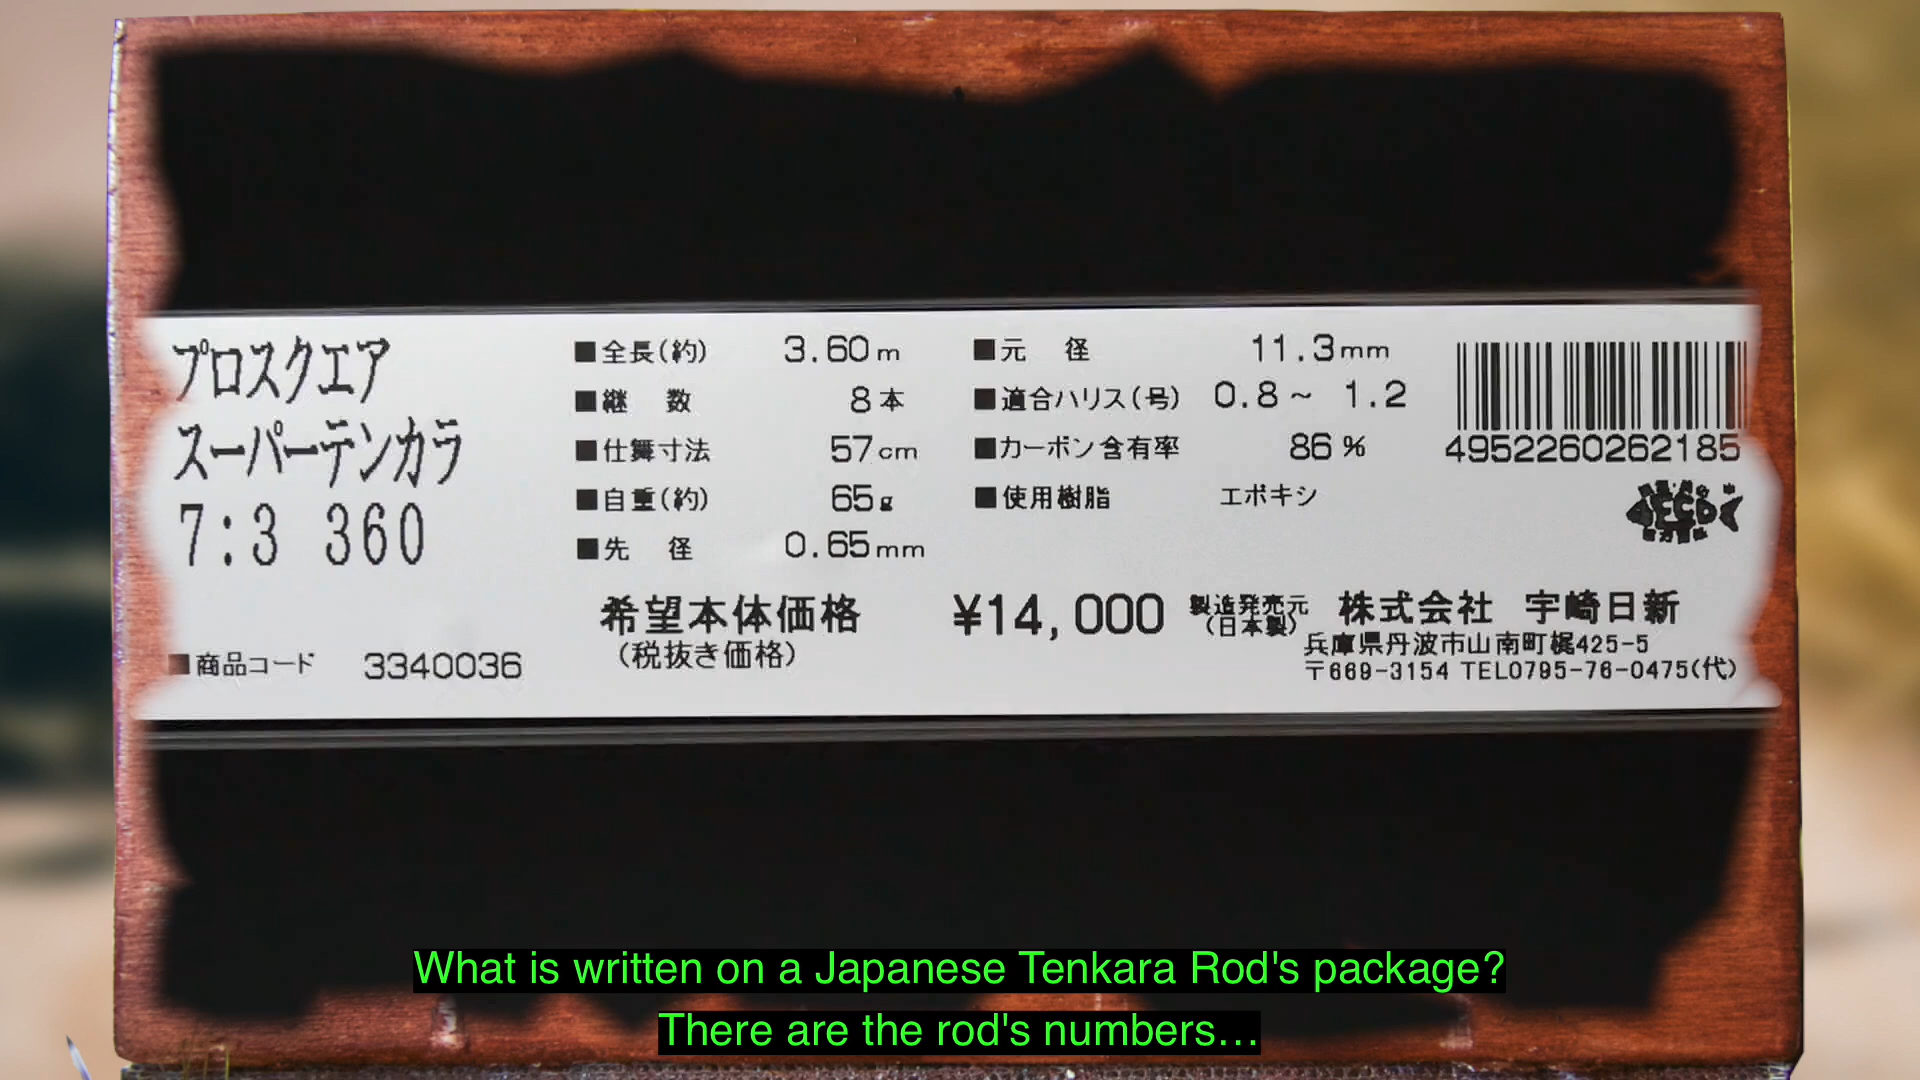 プロスクエア
スーパーテンカラ
7:3 360
■商品コード 3340036
■全長(約) 3.60m
■継 数 8本
■仕舞寸法 57cm
■自重(約) 65g
■先 径 0.65mm
■元 径 11.3mm
■適合ハリス(号) 0.8~ 1.2
■カーボン含有率 86%
■使用樹脂 エポキシ
希望本体価格 ¥14,000
(税抜き価格)
4952260262185
製造発売元
(日本製)
株式会社 宇崎日新
兵庫県丹波市山南町梶425-5
〒669-3154 TEL0795-76-0475(代)
What is written on a Japanese Tenkara Rod's package?
There are the rod's numbers…